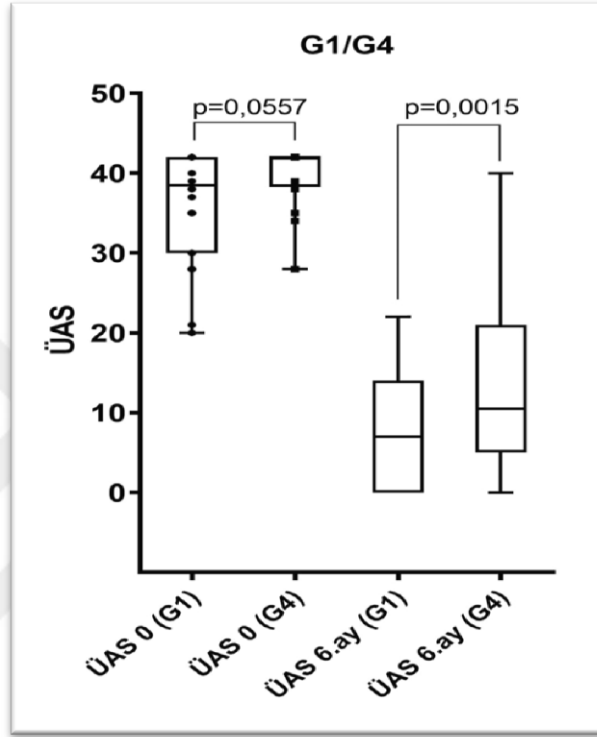 G1/G4
p=0,0557
p=0,0015
50
40
30
20
10
0
ÜAS
ÜAS 0 (G1)
ÜAS 0 (G4)
ÜAS 6.ay (G1)
ÜAS 6.ay (G4)